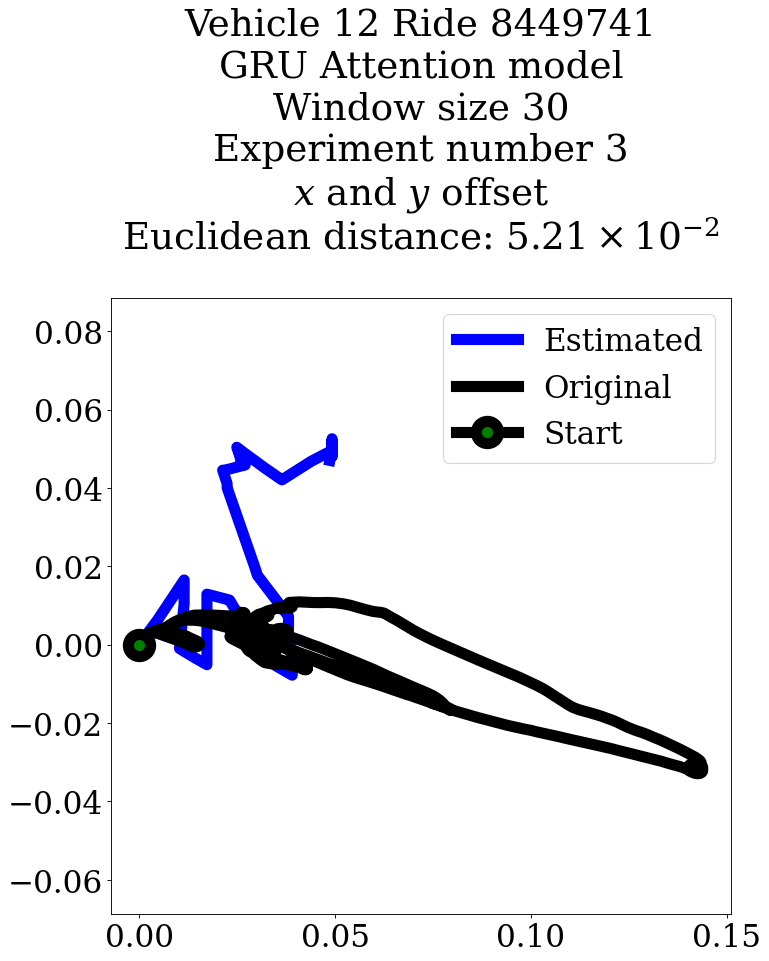 Vehicle 12 Ride 8449741
GRU Attention model
Window size 30
Experiment number 3
x and y offset
Euclidean distance: 5.21 × 10⁻²
Estimated
Original
Start
0.08
0.06
0.04
0.02
0.00
−0.02
−0.04
−0.06
0.00 0.05 0.10 0.15